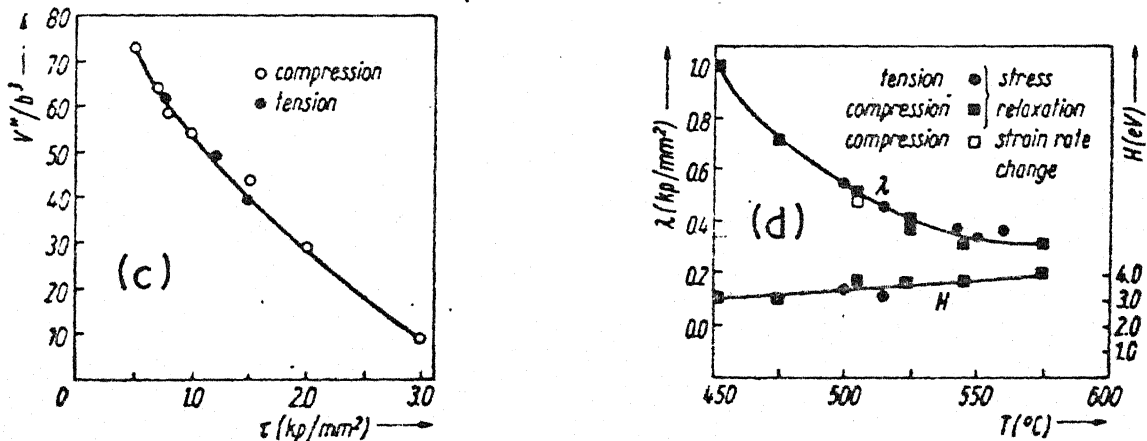 V*/b³
80
70
60
50
40
30
20
10
0
1.0
2.0
3.0
τ (kp/mm²)
○ compression
● tension
(c)
λ (kp/mm²)
1.0
0.8
0.6
0.4
0.2
0.0
tension ● } stress
compression ■ } relaxation
compression □ strain rate
change
λ
(d)
H
H (eV)
4.0
3.0
2.0
1.0
450
500
550
600
T (°C)